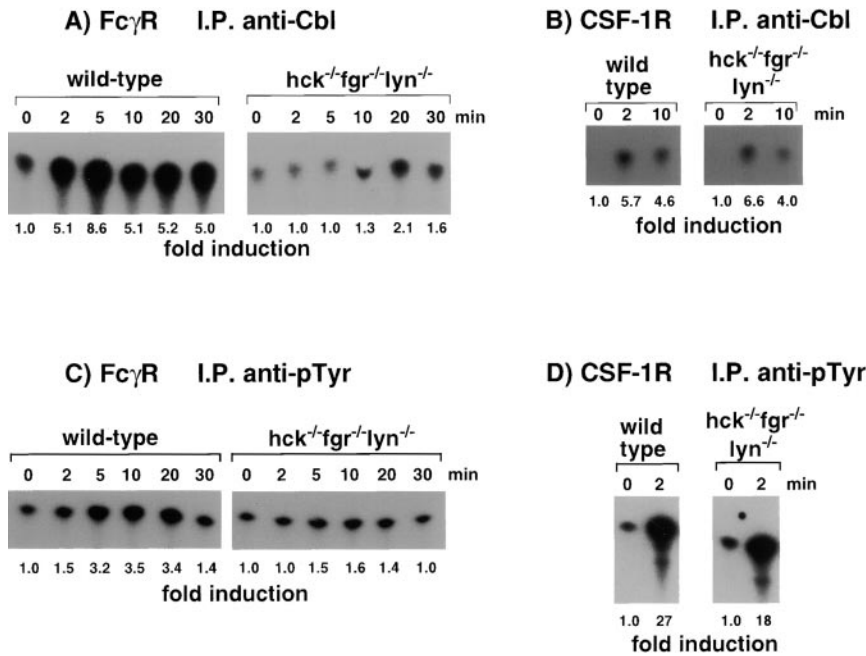 A) FcγR I.P. anti-Cbl
wild-type hck-/-fgr-/-lyn-/-
0 2 5 10 20 30 0 2 5 10 20 30 min
1.0 5.1 8.6 5.1 5.2 5.0 1.0 1.0 1.0 1.3 2.1 1.6
fold induction
B) CSF-1R I.P. anti-Cbl
wild type hck-/-fgr-/- lyn-/-
0 2 10 0 2 10 min
1.0 5.7 4.6 1.0 6.6 4.0
fold induction
C) FcγR I.P. anti-pTyr
wild-type hck-/-fgr-/-lyn-/-
0 2 5 10 20 30 0 2 5 10 20 30 min
1.0 1.5 3.2 3.5 3.4 1.4 1.0 1.0 1.5 1.6 1.4 1.0
fold induction
D) CSF-1R I.P. anti-pTyr
wild type hck-/-fgr-/- lyn-/-
0 2 0 2 min
1.0 27 1.0 18
fold induction